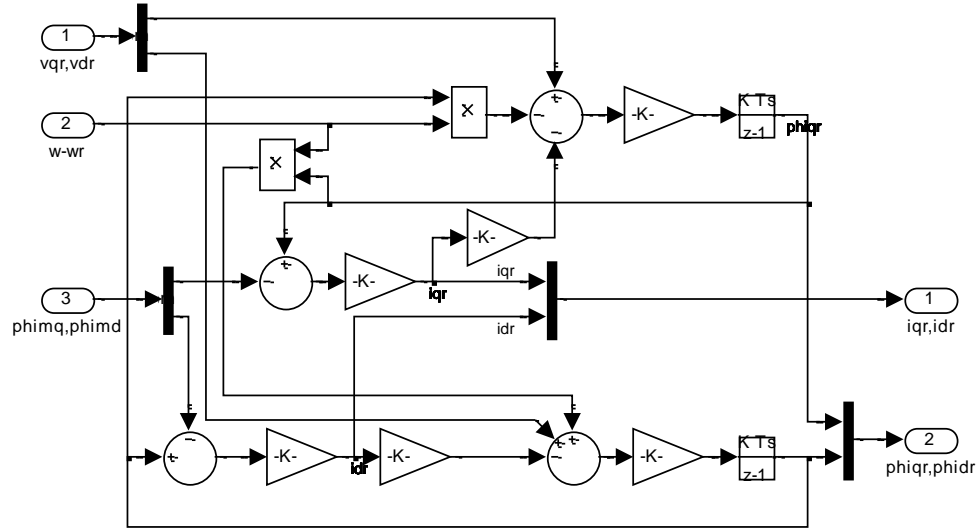 1
vqr,vdr
2
w-wr
3
phimq,phimd
x
x
+
−
−
-K-
K Ts
z-1
phiqr
-K-
+
−
-K-
iqr
iqr
idr
1
iqr,idr
+
−
-K-
idr
-K-
+
+
−
-K-
K Ts
z-1
2
phiqr,phidr